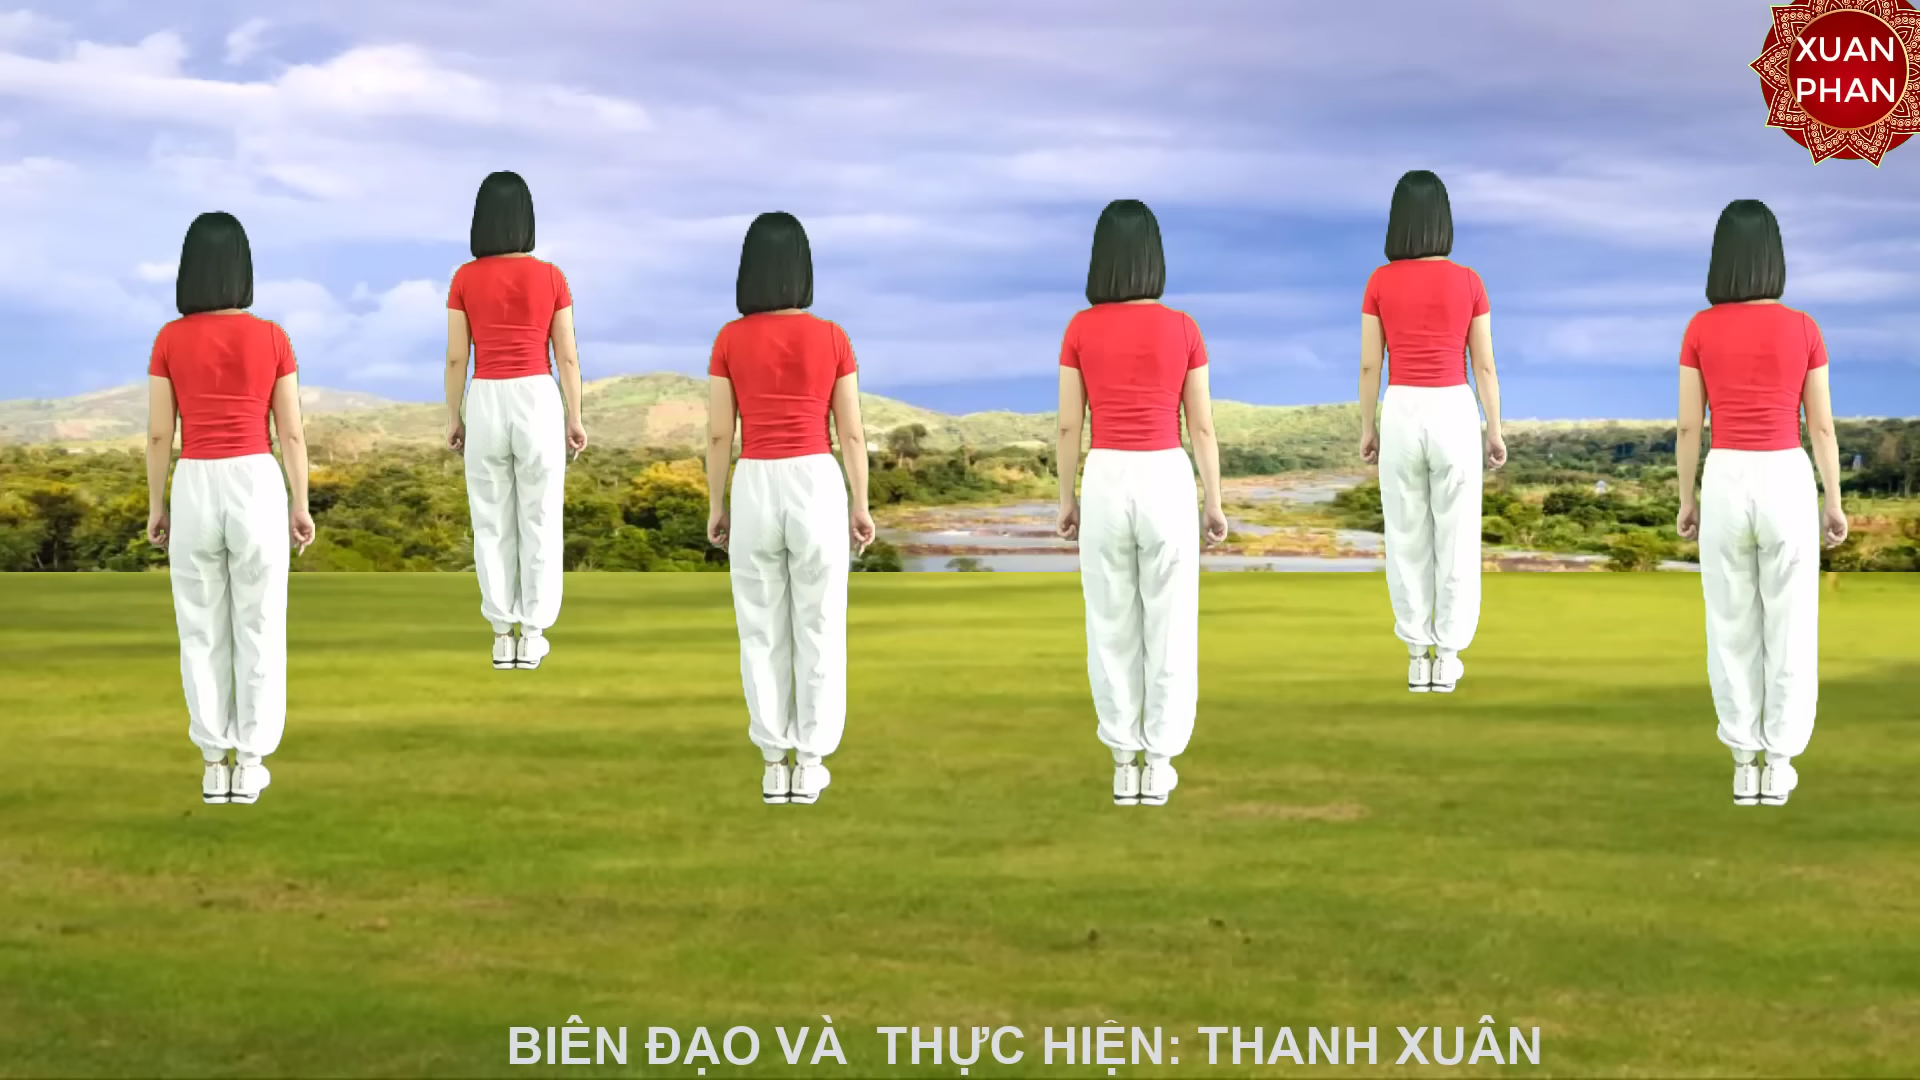 XUAN
PHAN
BIÊN ĐẠO VÀ THỰC HIỆN: THANH XUÂN